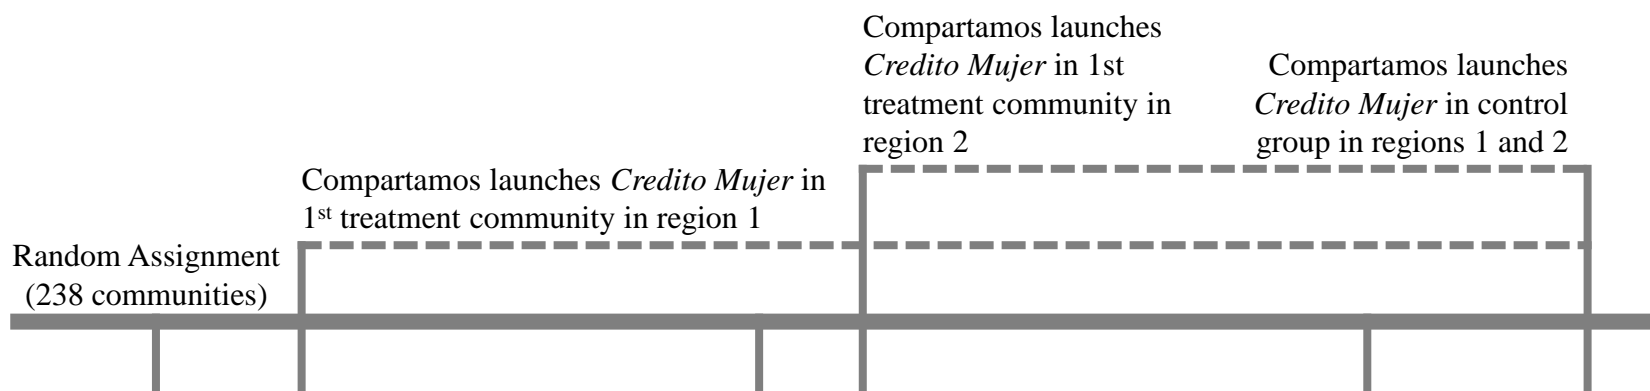 Compartamos launches
Credito Mujer in 1st
treatment community in
region 2
Compartamos launches
Credito Mujer in control
group in regions 1 and 2
Compartamos launches Credito Mujer in
1st treatment community in region 1
Random Assignment
(238 communities)